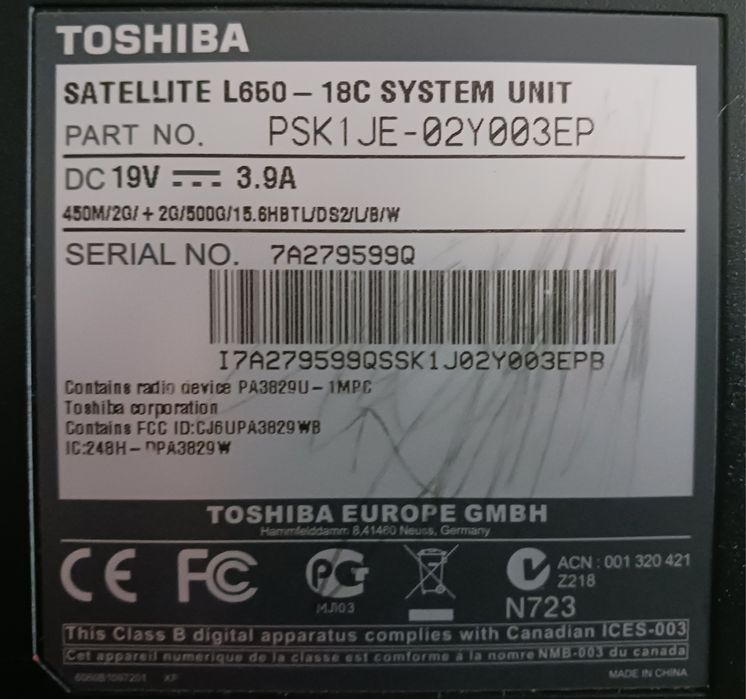 TOSHIBA
SATELLITE L650 – 18C SYSTEM UNIT
PART NO. PSK1JE-02Y003EP
DC 19V 3.9A
450M/2G/ + 2G/500G/15.6HBTL/DS2/L/B/W
SERIAL NO. 7A279599Q
I7A279599QSSK1J02Y003EPB
Contains radio device PA3829U – 1MPC
Toshiba corporation
Contains FCC ID:CJ6UPA3829WB
IC:248H – DPA3829W
TOSHIBA EUROPE GMBH
Hammfelddamm 8,41460 Neuss, Germany
CE FC PG
МЛ03
ACN : 001 320 421
Z218
N723
This Class B digital apparatus complies with Canadian ICES-003
Cet appareil numerique de la classe est comforme à la nomre NMB-003 du canada
XF
MADE IN CHINA